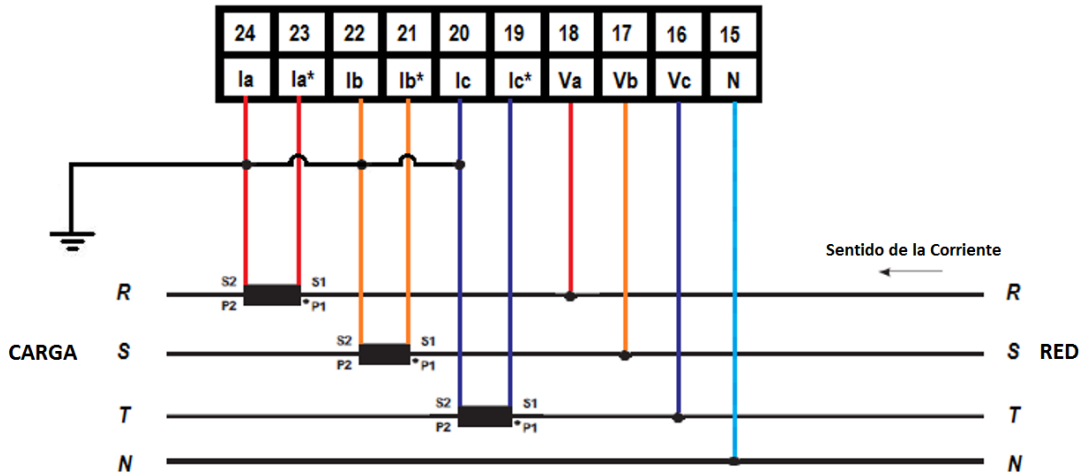 24 23 22 21 20 19 18 17 16 15
Ia Ia* Ib Ib* Ic Ic* Va Vb Vc N
Sentido de la Corriente
S2 S1
R R
P2 *P1
S2 S1
CARGA S S RED
P2 *P1
S2 S1
T T
P2 *P1
N N